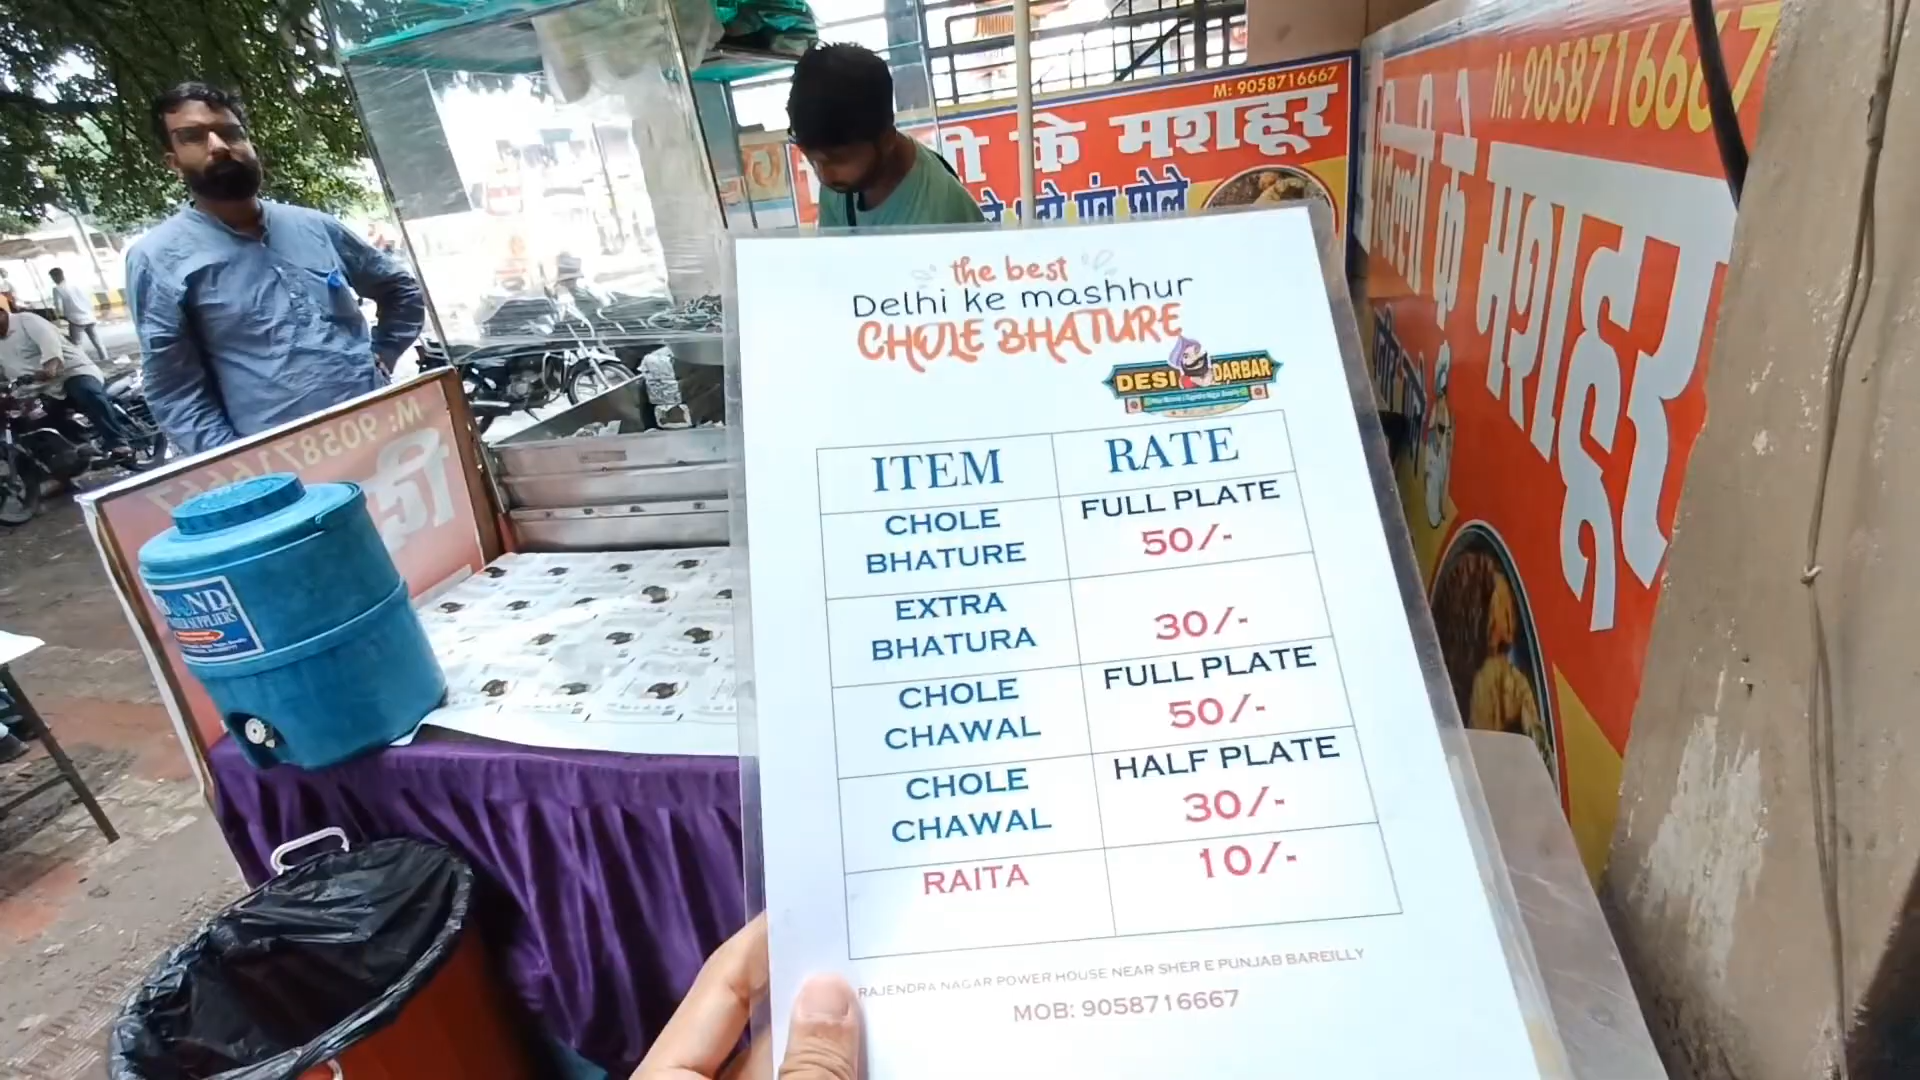 M: 9058716667
ी के मशहूर
M: 9058716667
दिल्ली के मशहूर
the best
Delhi ke mashhur
CHOLE BHATURE
DESI DARBAR
ITEM RATE
CHOLE BHATURE FULL PLATE 50/-
EXTRA BHATURA 30/-
CHOLE CHAWAL FULL PLATE 50/-
CHOLE CHAWAL HALF PLATE 30/-
RAITA 10/-
RAJENDRA NAGAR POWER HOUSE NEAR SHER E PUNJAB BAREILLY
MOB: 9058716667
M: 9058716667